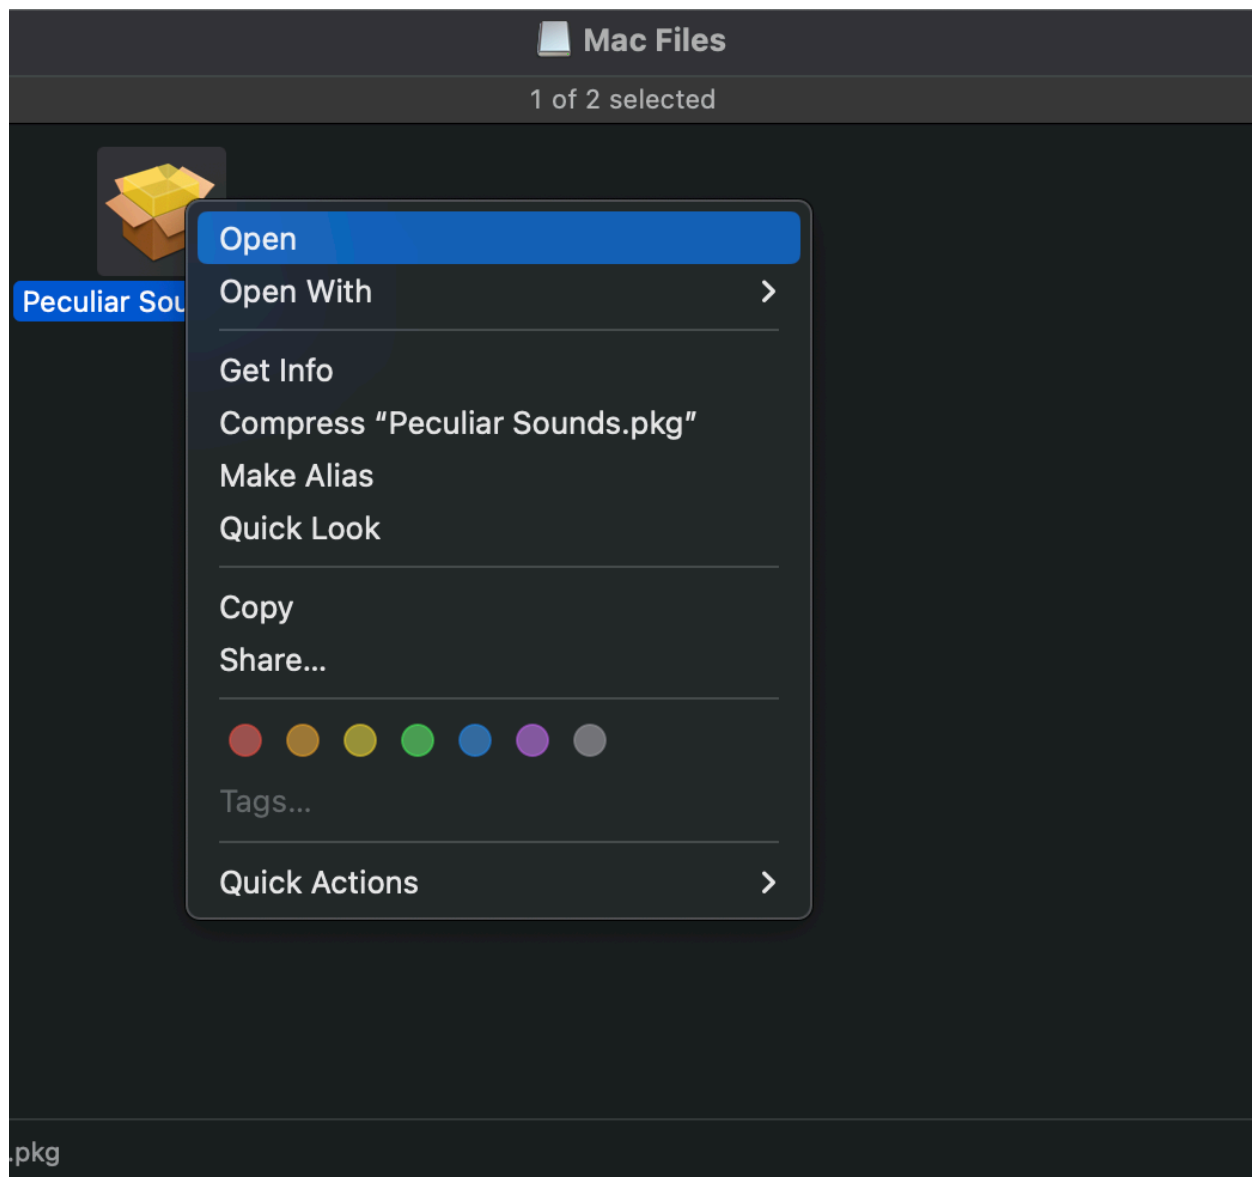 Mac Files
1 of 2 selected
Peculiar Sou
Open
Open With
Get Info
Compress “Peculiar Sounds.pkg”
Make Alias
Quick Look
Copy
Share...
Tags...
Quick Actions
.pkg